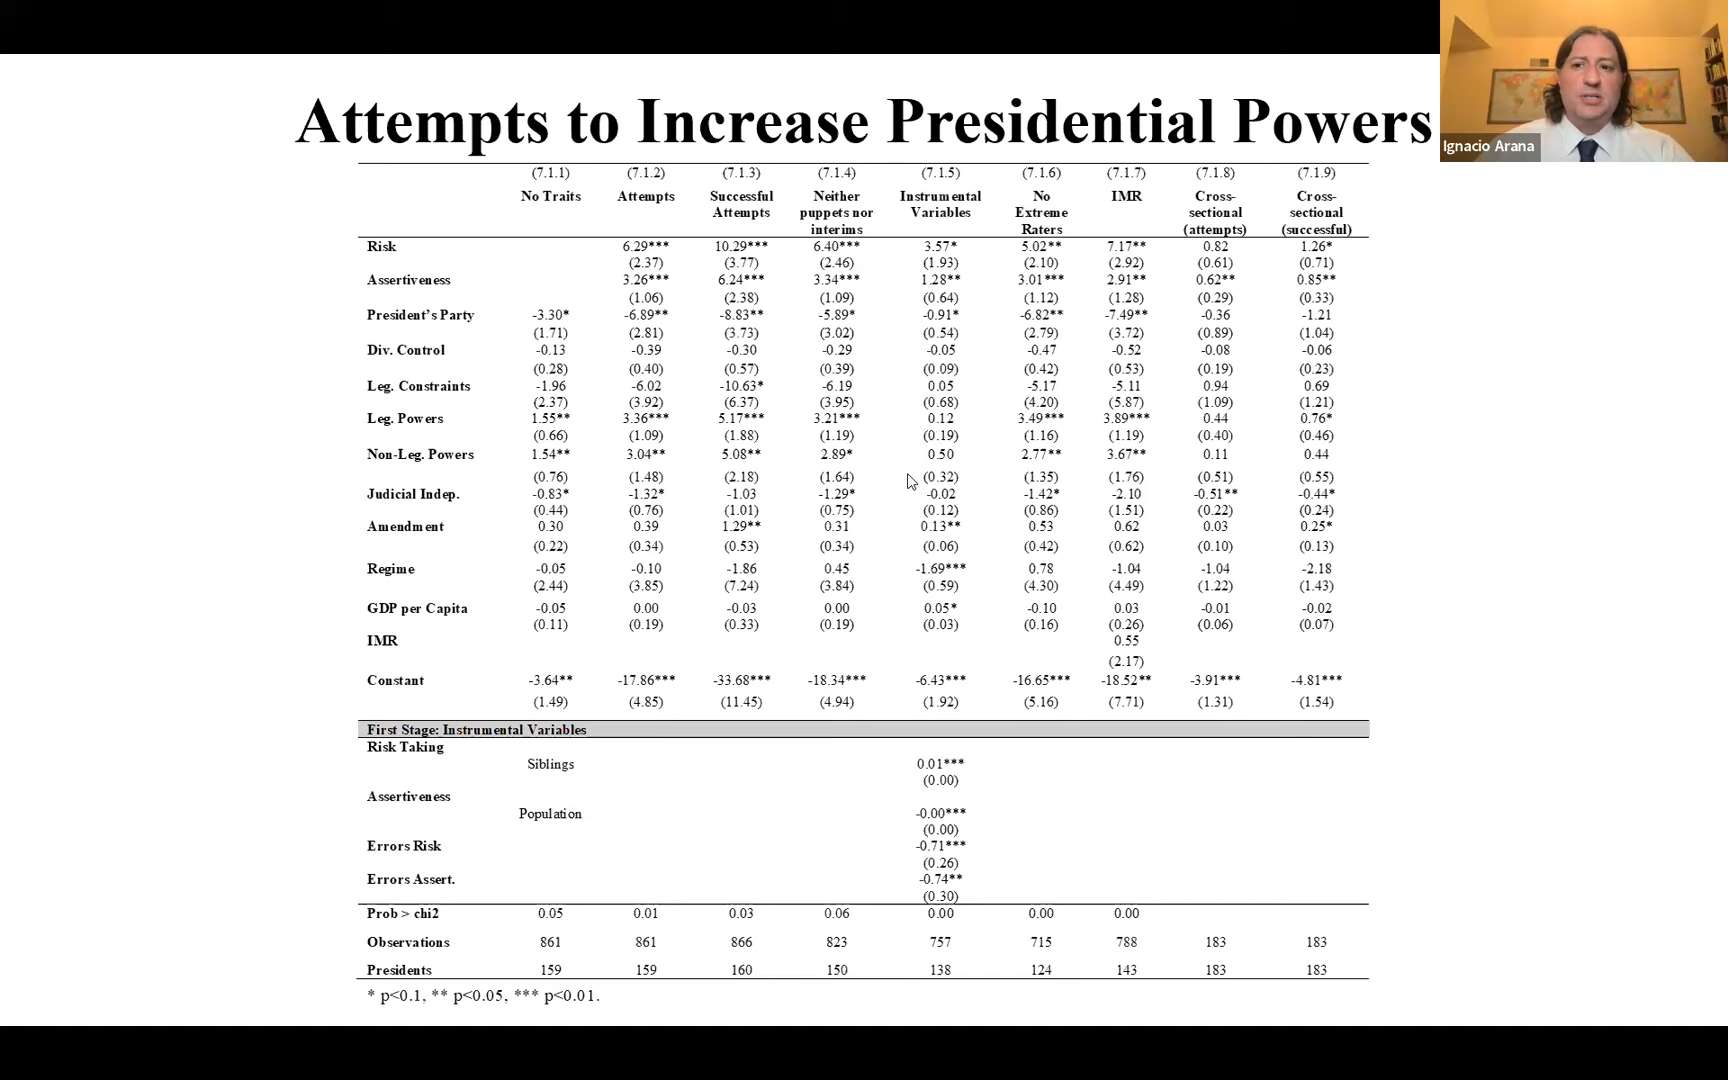 Attempts to Increase Presidential Powers
Ignacio Arana
(7.1.1) (7.1.2) (7.1.3) (7.1.4) (7.1.5) (7.1.6) (7.1.7) (7.1.8) (7.1.9)
No Traits Attempts Successful Neither Instrumental No IMR Cross- Cross-
Attempts puppets nor Variables Extreme sectional sectional
interims Raters (attempts) (successful)
Risk 6.29*** 10.29*** 6.40*** 3.57* 5.02** 7.17** 0.82 1.26*
(2.37) (3.77) (2.46) (1.93) (2.10) (2.92) (0.61) (0.71)
Assertiveness 3.26*** 6.24*** 3.34*** 1.28** 3.01*** 2.91** 0.62** 0.85**
(1.06) (2.38) (1.09) (0.64) (1.12) (1.28) (0.29) (0.33)
President's Party -3.30* -6.89** -8.83** -5.89* -0.91* -6.82** -7.49** -0.36 -1.21
(1.71) (2.81) (3.73) (3.02) (0.54) (2.79) (3.72) (0.89) (1.04)
Div. Control -0.13 -0.39 -0.30 -0.29 -0.05 -0.47 -0.52 -0.08 -0.06
(0.28) (0.40) (0.57) (0.39) (0.09) (0.42) (0.53) (0.19) (0.23)
Leg. Constraints -1.96 -6.02 -10.63* -6.19 0.05 -5.17 -5.11 0.94 0.69
(2.37) (3.92) (6.37) (3.95) (0.68) (4.20) (5.87) (1.09) (1.21)
Leg. Powers 1.55** 3.36*** 5.17*** 3.21*** 0.12 3.49*** 3.89*** 0.44 0.76*
(0.66) (1.09) (1.88) (1.19) (0.19) (1.16) (1.19) (0.40) (0.46)
Non-Leg. Powers 1.54** 3.04** 5.08** 2.89* 0.50 2.77** 3.67** 0.11 0.44
(0.76) (1.48) (2.18) (1.64) (0.32) (1.35) (1.76) (0.51) (0.55)
Judicial Indep. -0.83* -1.32* -1.03 -1.29* -0.02 -1.42* -2.10 -0.51** -0.44*
(0.44) (0.76) (1.01) (0.75) (0.12) (0.86) (1.51) (0.22) (0.24)
Amendment 0.30 0.39 1.29** 0.31 0.13** 0.53 0.62 0.03 0.25*
(0.22) (0.34) (0.53) (0.34) (0.06) (0.42) (0.62) (0.10) (0.13)
Regime -0.05 -0.10 -1.86 0.45 -1.69*** 0.78 -1.04 -1.04 -2.18
(2.44) (3.85) (7.24) (3.84) (0.59) (4.30) (4.49) (1.22) (1.43)
GDP per Capita -0.05 0.00 -0.03 0.00 0.05* -0.10 0.03 -0.01 -0.02
(0.11) (0.19) (0.33) (0.19) (0.03) (0.16) (0.26) (0.06) (0.07)
IMR 0.55
(2.17)
Constant -3.64** -17.86*** -33.68*** -18.34*** -6.43*** -16.65*** -18.52** -3.91*** -4.81***
(1.49) (4.85) (11.45) (4.94) (1.92) (5.16) (7.71) (1.31) (1.54)
First Stage: Instrumental Variables
Risk Taking
Siblings 0.01***
(0.00)
Assertiveness
Population -0.00***
(0.00)
Errors Risk -0.71***
(0.26)
Errors Assert. -0.74**
(0.30)
Prob > chi2 0.05 0.01 0.03 0.06 0.00 0.00 0.00
Observations 861 861 866 823 757 715 788 183 183
Presidents 159 159 160 150 138 124 143 183 183
* p<0.1, ** p<0.05, *** p<0.01.